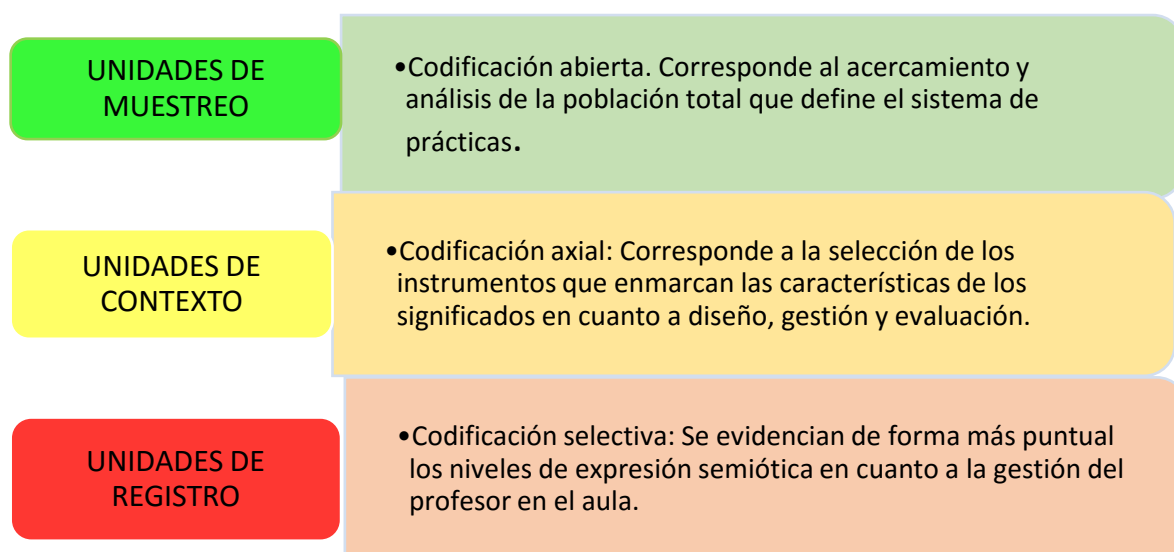 UNIDADES DE
MUESTREO
•Codificación abierta. Corresponde al acercamiento y
análisis de la población total que define el sistema de
prácticas.
UNIDADES DE
CONTEXTO
•Codificación axial: Corresponde a la selección de los
instrumentos que enmarcan las características de los
significados en cuanto a diseño, gestión y evaluación.
UNIDADES DE
REGISTRO
•Codificación selectiva: Se evidencian de forma más puntual
los niveles de expresión semiótica en cuanto a la gestión del
profesor en el aula.